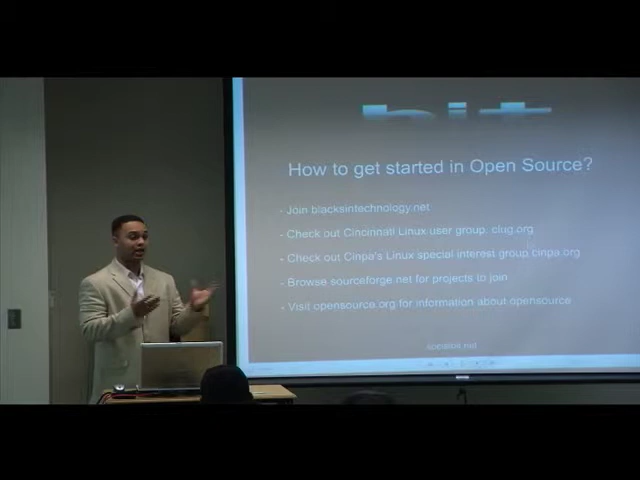 bit
How to get started in Open Source?
- Join blacksintechnology.net
- Check out Cincinnati Linux user group: clug.org
- Check out Cinpa's Linux special interest group cinpa.org
- Browse sourceforge.net for projects to join
- Visit opensource.org for information about opensource